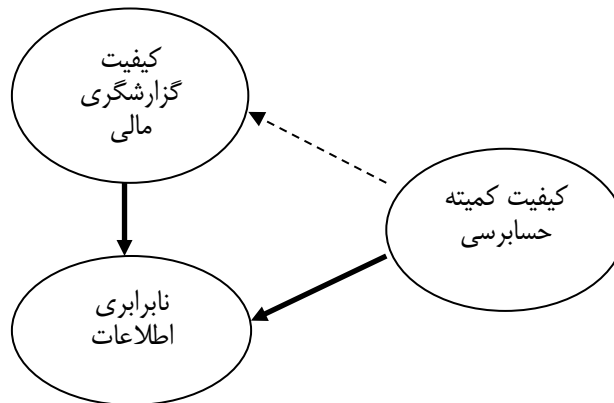 کیفیت
گزارشگری
مالی
کیفیت کمیته
حسابرسی
نابرابری
اطلاعات